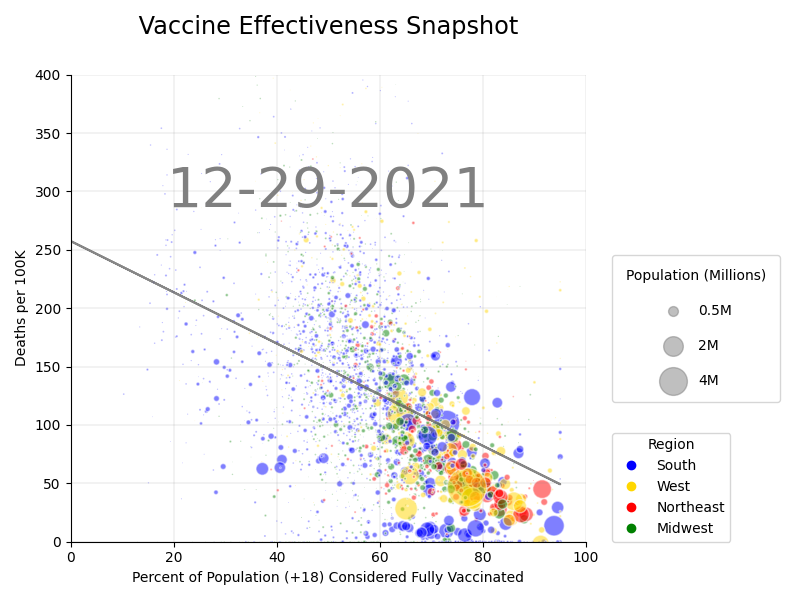 Vaccine Effectiveness Snapshot
400
350
300
250
200
150
100
50
0
Deaths per 100K
12-29-2021
0 20 40 60 80 100
Percent of Population (+18) Considered Fully Vaccinated
Population (Millions)
0.5M
2M
4M
Region
South
West
Northeast
Midwest